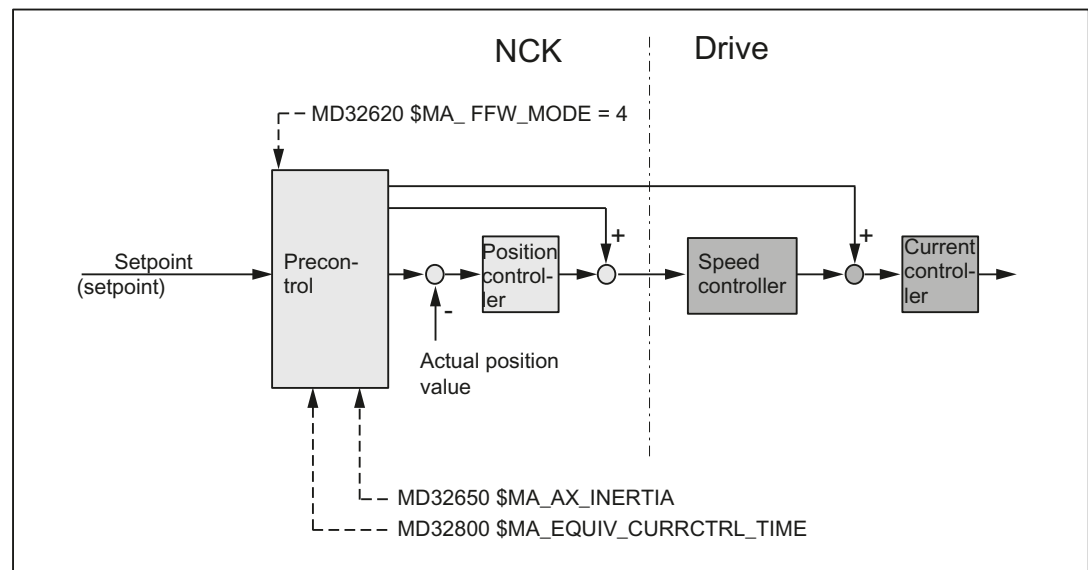 NCK
Drive
MD32620 $MA_ FFW_MODE = 4
Setpoint
(setpoint)
Precon-
trol
-
Actual position
value
Position
controll-
ler
+
Speed
controller
+
Current
control-
ler
MD32650 $MA_AX_INERTIA
MD32800 $MA_EQUIV_CURRCTRL_TIME